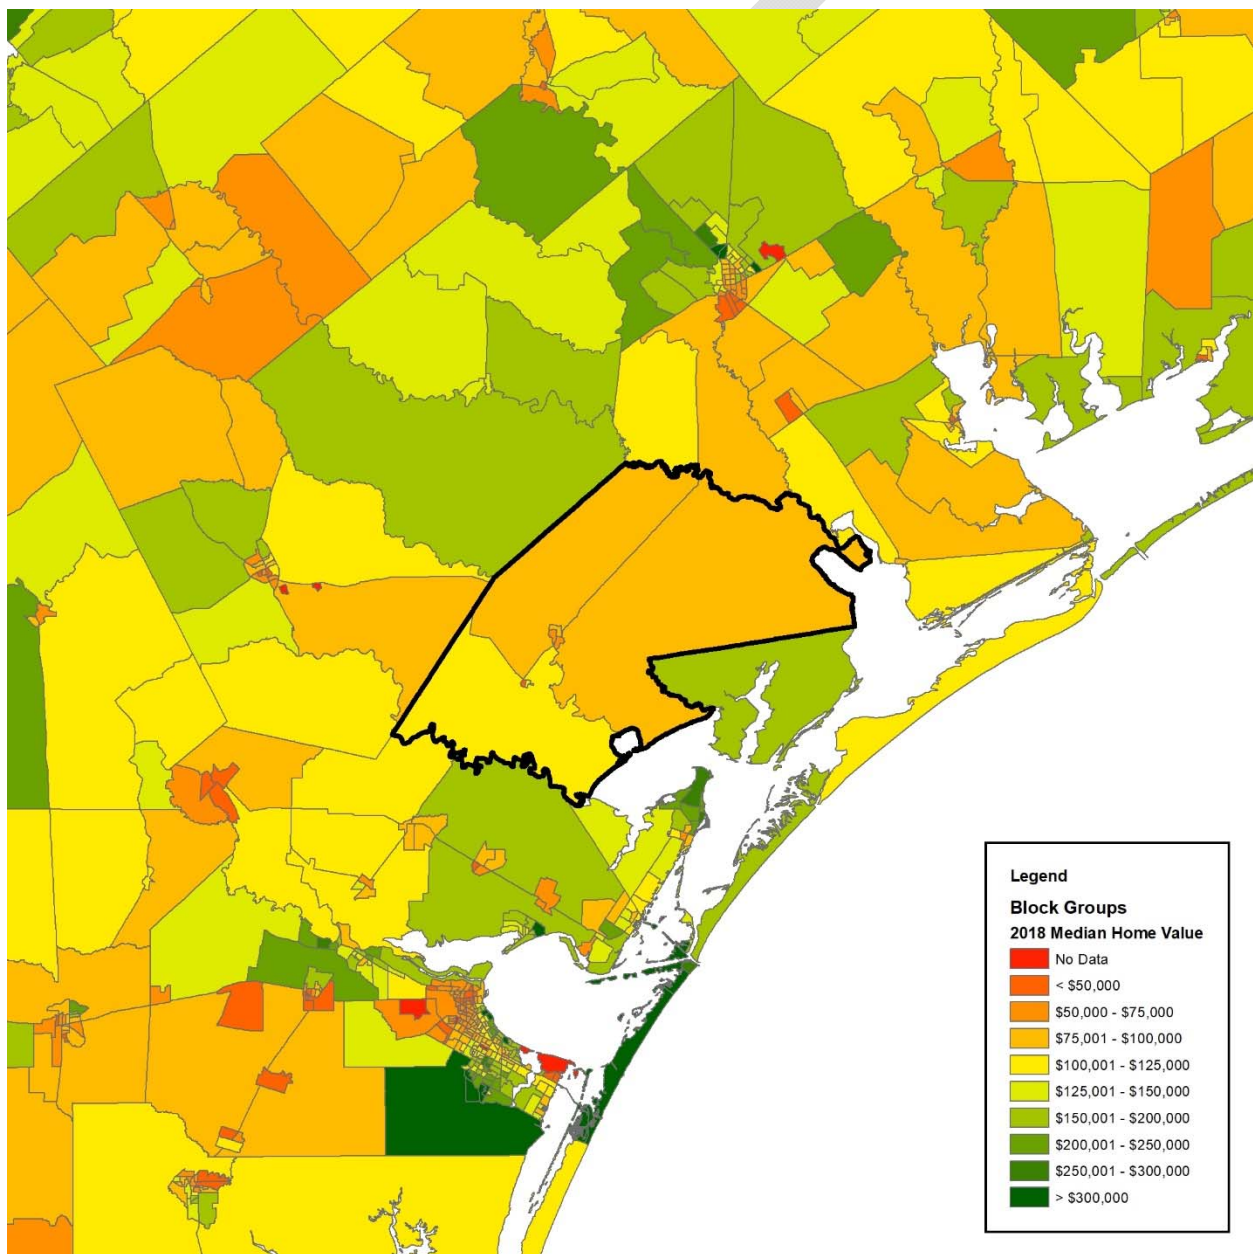 Legend
Block Groups
2018 Median Home Value
No Data
< $50,000
$50,000 - $75,000
$75,001 - $100,000
$100,001 - $125,000
$125,001 - $150,000
$150,001 - $200,000
$200,001 - $250,000
$250,001 - $300,000
> $300,000